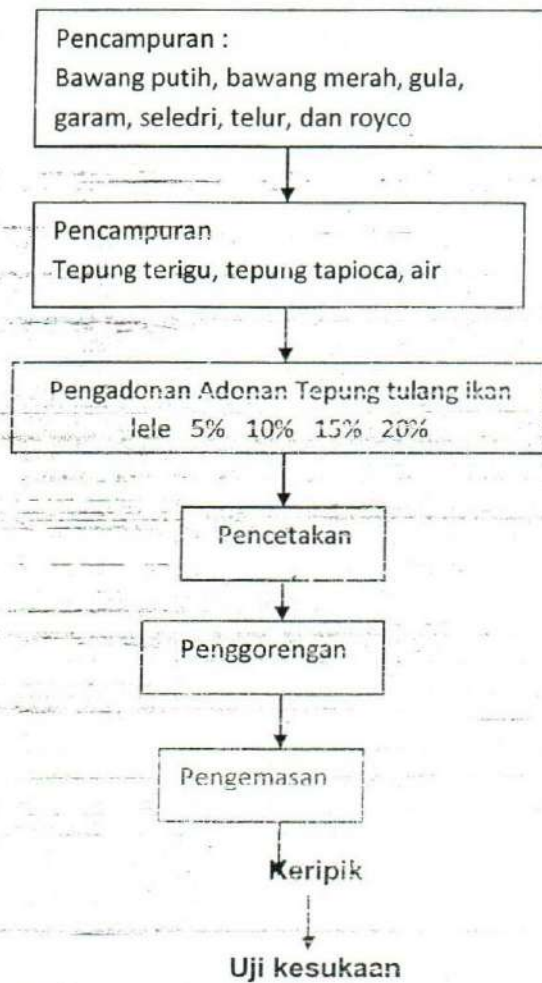 Pencampuran :
Bawang putih, bawang merah, gula,
garam, seledri, telur, dan royco
Pencampuran
Tepung terigu, tepung tapioca, air
Pengadonan Adonan Tepung tulang ikan
lele 5% 10% 15% 20%
Pencetakan
Penggorengan
Pengemasan
Keripik
Uji kesukaan